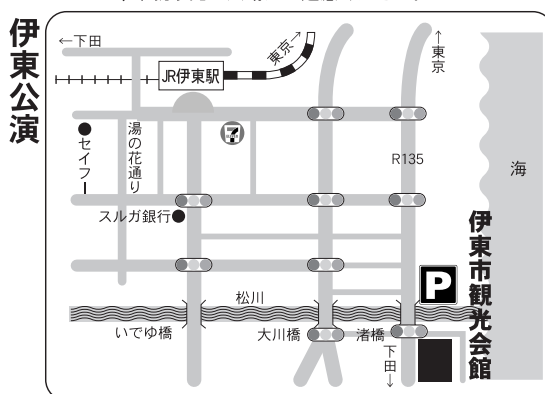 伊東公演
←下田
JR伊東駅
東京→
←東京
セイフー
湯の花通り
7
R135
海
スルガ銀行
伊東市観光会館
P
松川
いでゆ橋
大川橋
渚橋
下田→